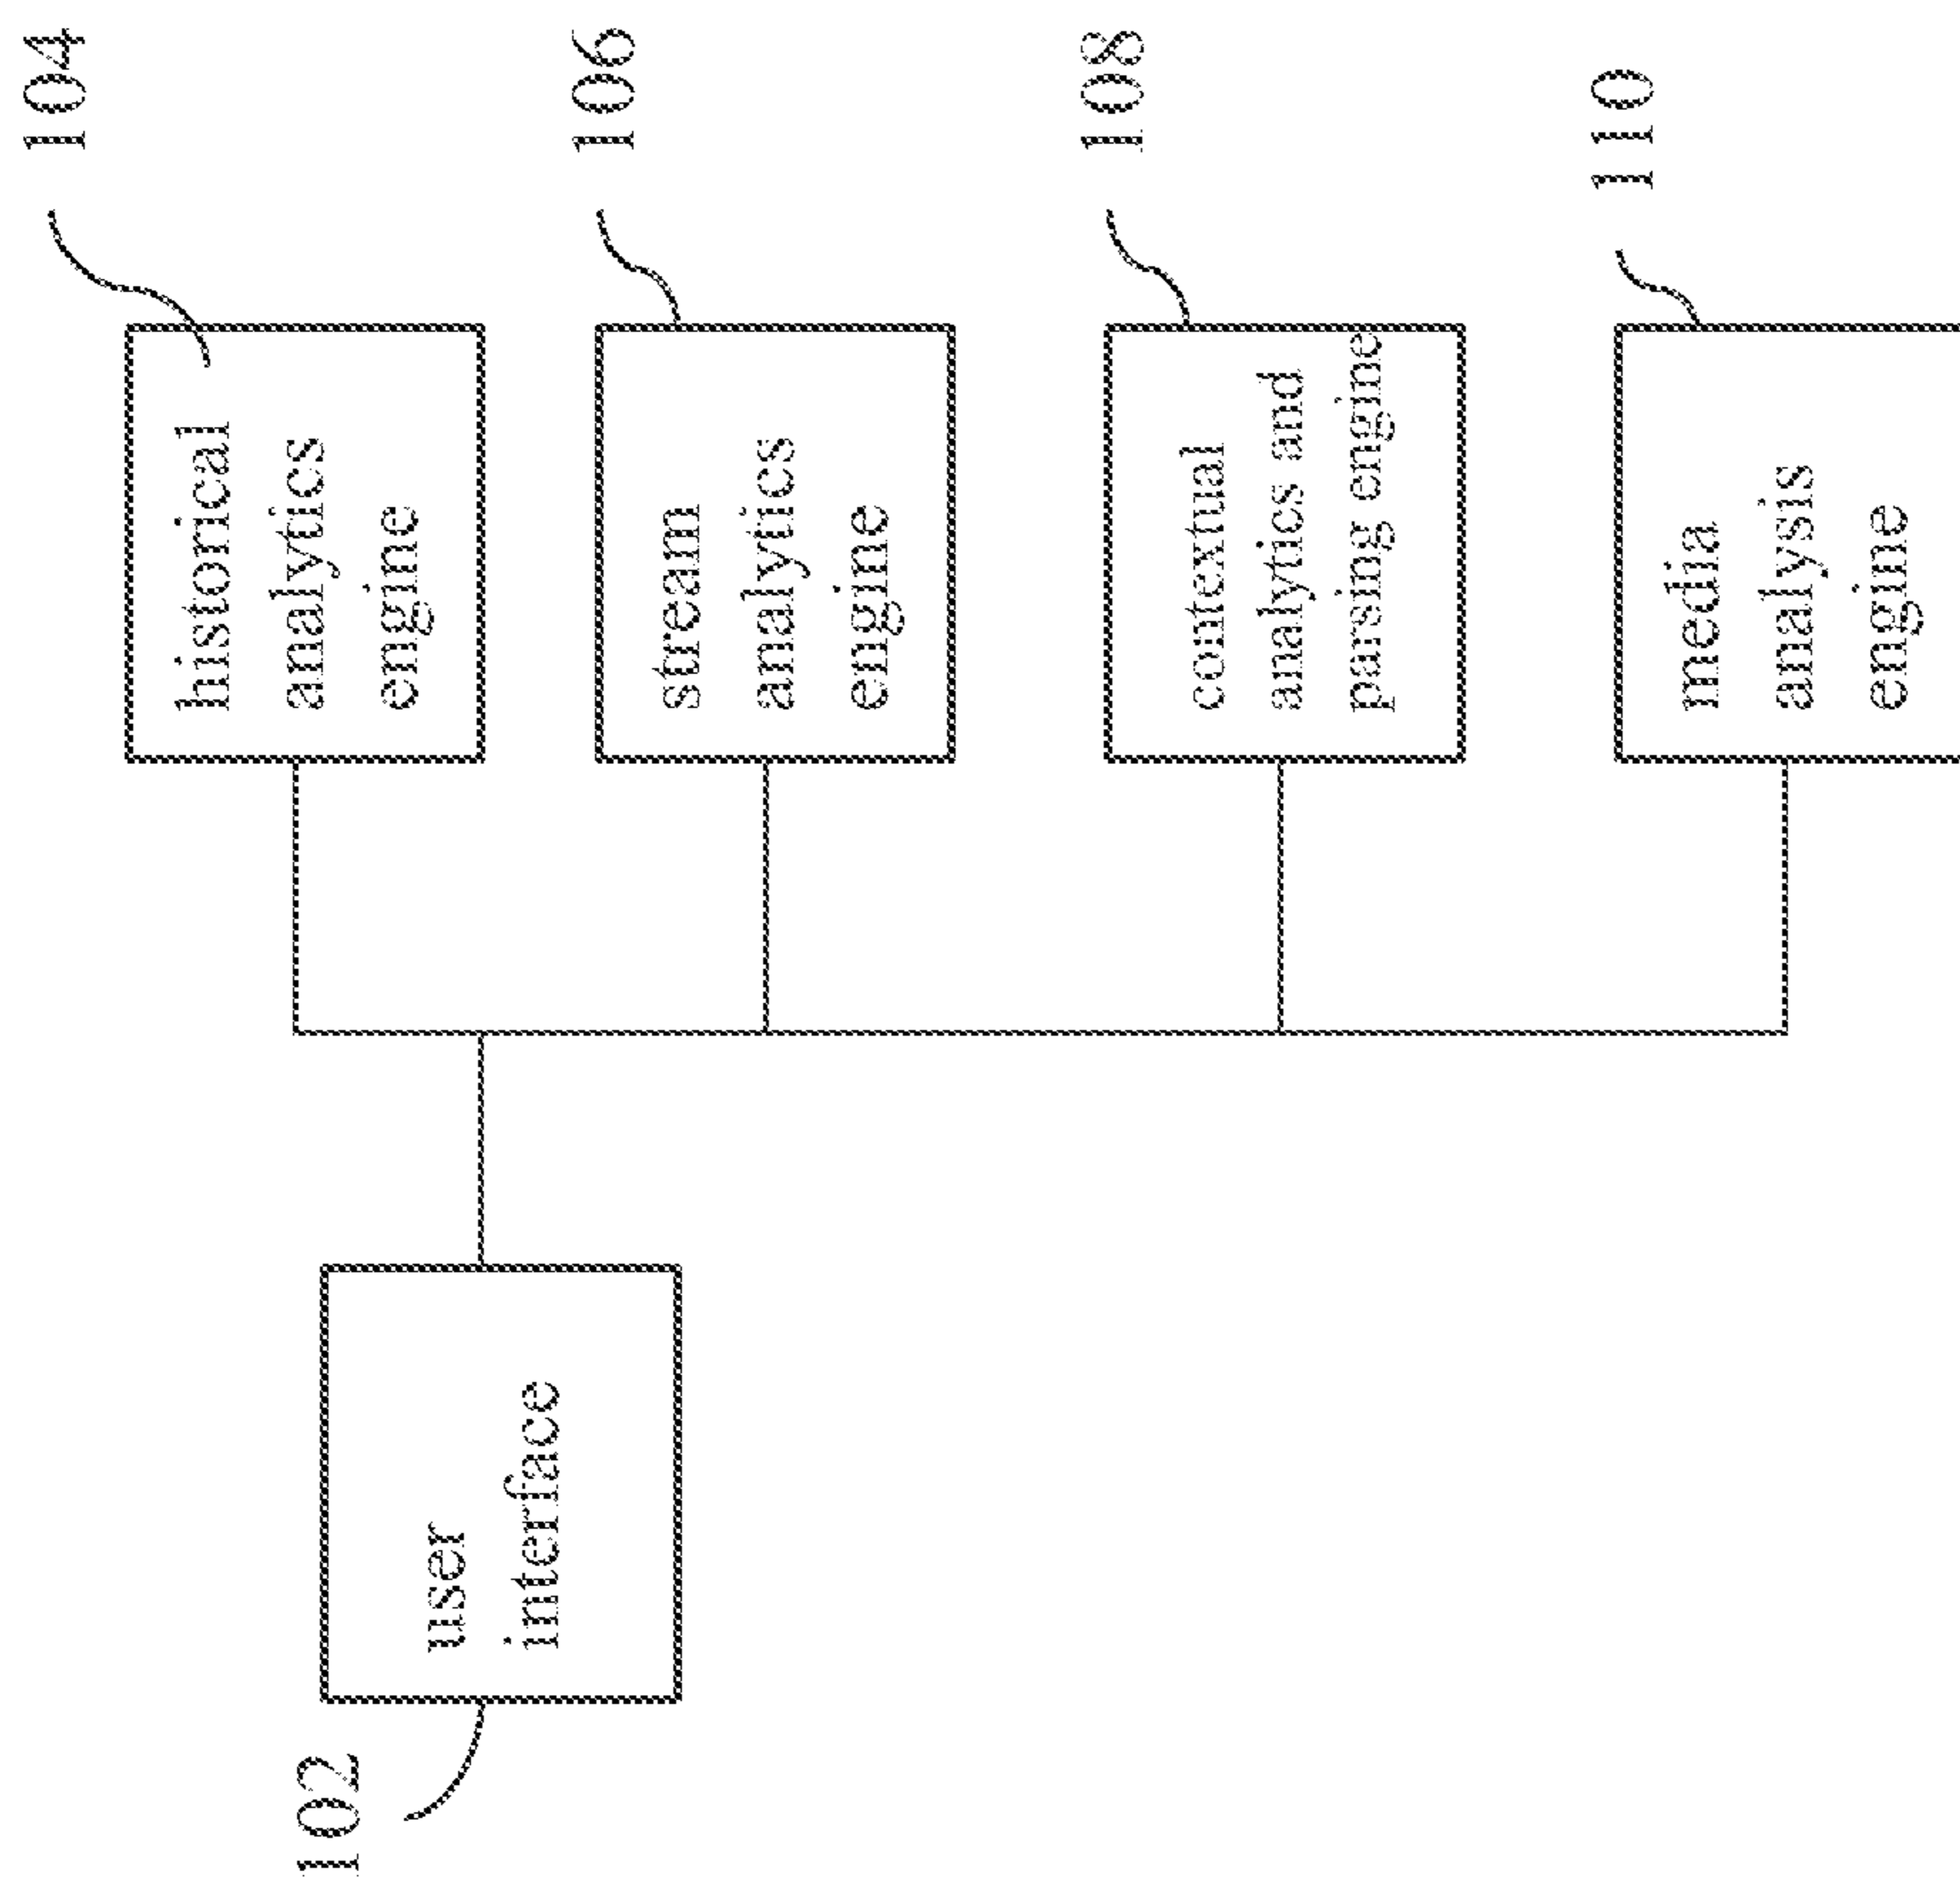 104
historical
analytics
engine
106
stream
analytics
engine
108
contextual
analytics and
parsing engine
110
media
analysis
engine
user
interface
102